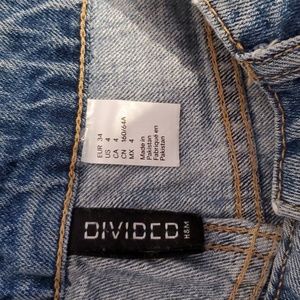 EUR 34
US 4
CA 4
CN 160/64A
MX 4
Made in
Pakistan
Fabriqué en
Pakistan
DIVIDED
H&M